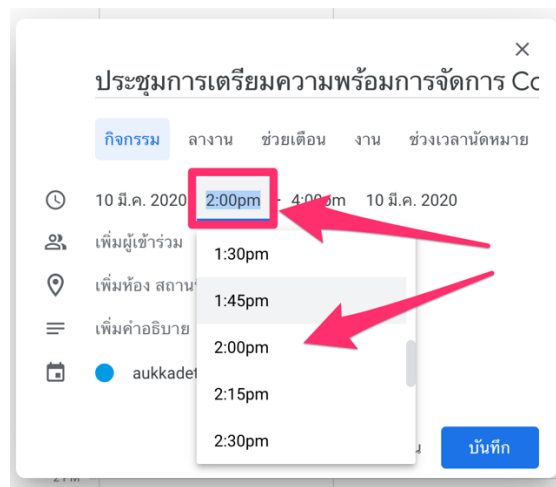 ประชุมการเตรียมความพร้อมการจัดการ Co
กิจกรรม ลางาน ช่วยเตือน งาน ช่วงเวลานัดหมาย
10 มี.ค. 2020 2:00pm - 4:00pm 10 มี.ค. 2020
เพิ่มผู้เข้าร่วม
1:30pm
เพิ่มห้อง
1:45pm
เพิ่มคำอธิบาย
2:00pm
aukkadet
2:15pm
2:30pm
บันทึก